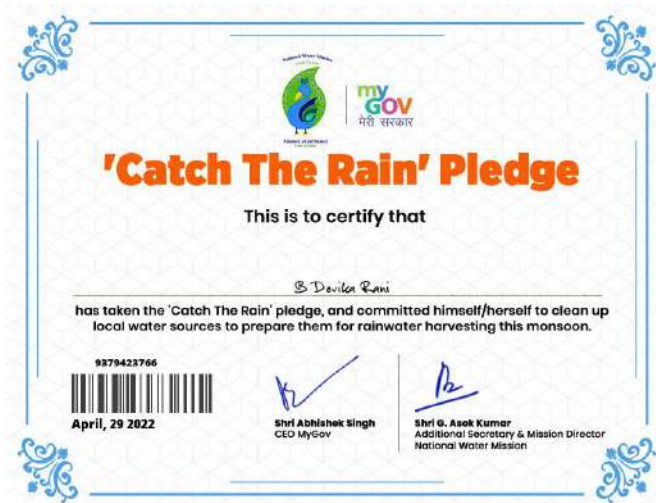 National Water Mission
my
GOV
मेरी सरकार
'Catch The Rain' Pledge
This is to certify that
B Devika Rani
has taken the 'Catch The Rain' pledge, and committed himself/herself to clean up
local water sources to prepare them for rainwater harvesting this monsoon.
9379423766
April, 29 2022
Shri Abhishek Singh
CEO MyGov
Shri G. Asok Kumar
Additional Secretary & Mission Director
National Water Mission